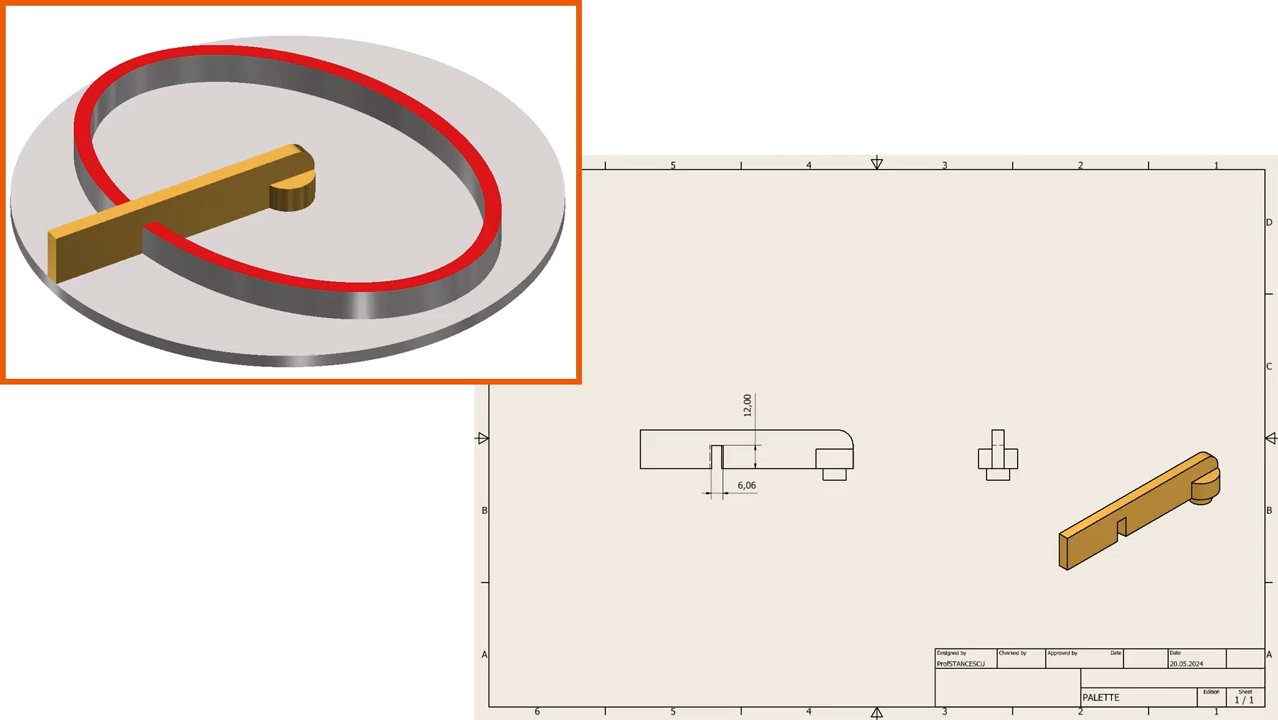 5 4 3 2 1
D
C
12,00
6,06
B B
A A
Designed by Checked by Approved by Date Date
ProfSTANCESCU 20.05.2024
PALETTE Edition Sheet
1 / 1
6 5 4 3 2 1